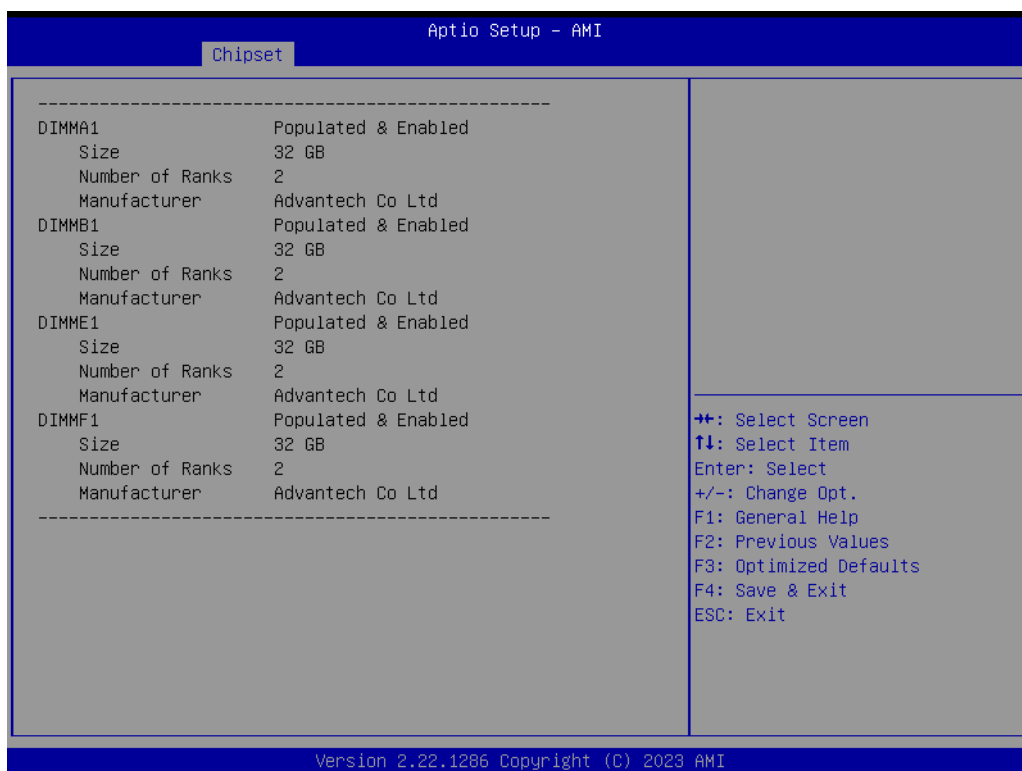 Aptio Setup - AMI
Chipset
--------------------------------------------------
DIMMA1 Populated & Enabled
Size 32 GB
Number of Ranks 2
Manufacturer Advantech Co Ltd
DIMMB1 Populated & Enabled
Size 32 GB
Number of Ranks 2
Manufacturer Advantech Co Ltd
DIMME1 Populated & Enabled
Size 32 GB
Number of Ranks 2
Manufacturer Advantech Co Ltd
DIMMF1 Populated & Enabled
Size 32 GB
Number of Ranks 2
Manufacturer Advantech Co Ltd
--------------------------------------------------
→←: Select Screen
↑↓: Select Item
Enter: Select
+/-: Change Opt.
F1: General Help
F2: Previous Values
F3: Optimized Defaults
F4: Save & Exit
ESC: Exit
Version 2.22.1286 Copyright (C) 2023 AMI